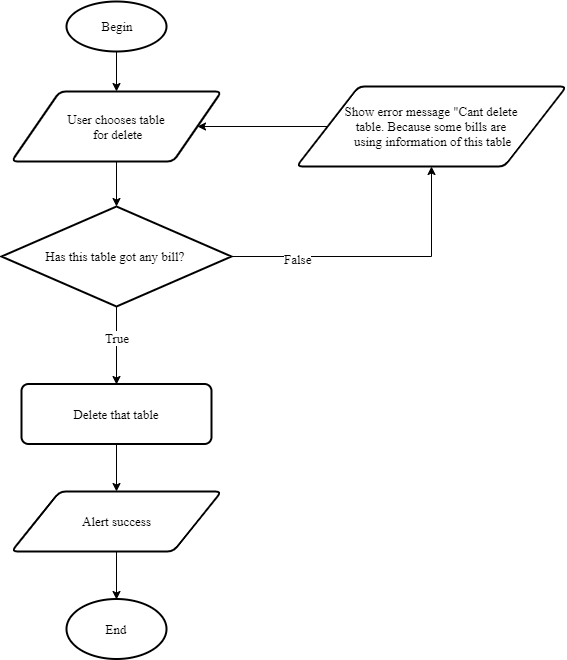 Begin
User chooses table
for delete
Show error message "Cant delete
table. Because some bills are
using information of this table
Has this table got any bill?
False
True
Delete that table
Alert success
End